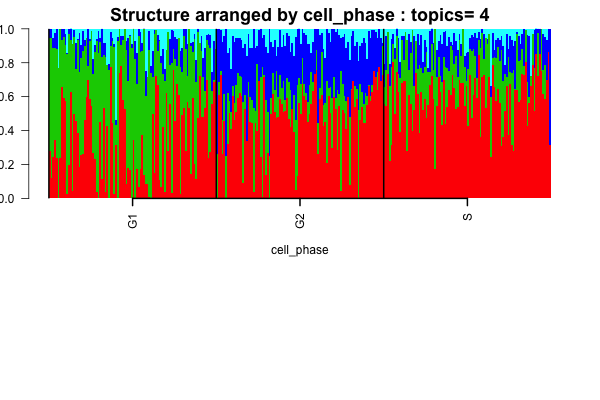 Structure arranged by cell_phase : topics= 4
1.0
0.8
0.6
0.4
0.2
0.0
G1
G2
S
cell_phase